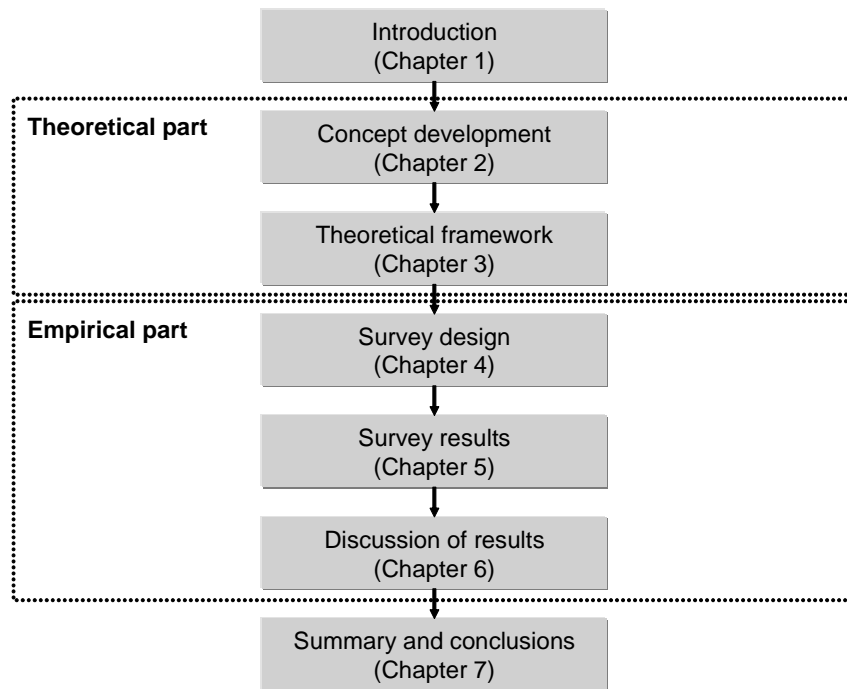 Introduction
(Chapter 1)
Theoretical part
Concept development
(Chapter 2)
Theoretical framework
(Chapter 3)
Empirical part
Survey design
(Chapter 4)
Survey results
(Chapter 5)
Discussion of results
(Chapter 6)
Summary and conclusions
(Chapter 7)